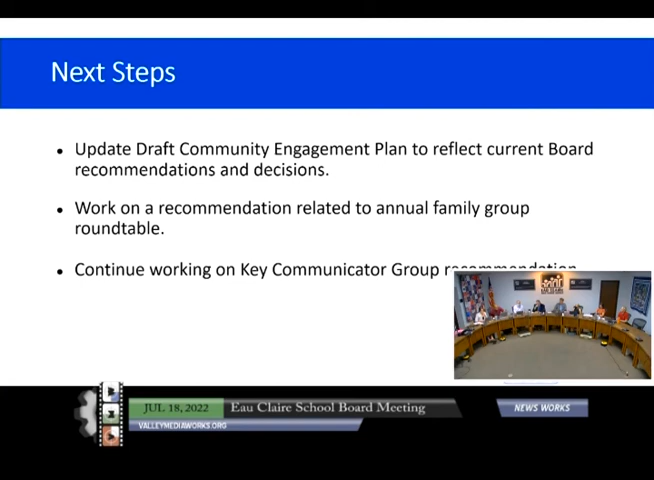 Next Steps
• Update Draft Community Engagement Plan to reflect current Board
recommendations and decisions.
• Work on a recommendation related to annual family group
roundtable.
• Continue working on Key Communicator Group recommendation
JUL 18, 2022 Eau Claire School Board Meeting NEWS WORKS
VALLEYMEDIAWORKS.ORG